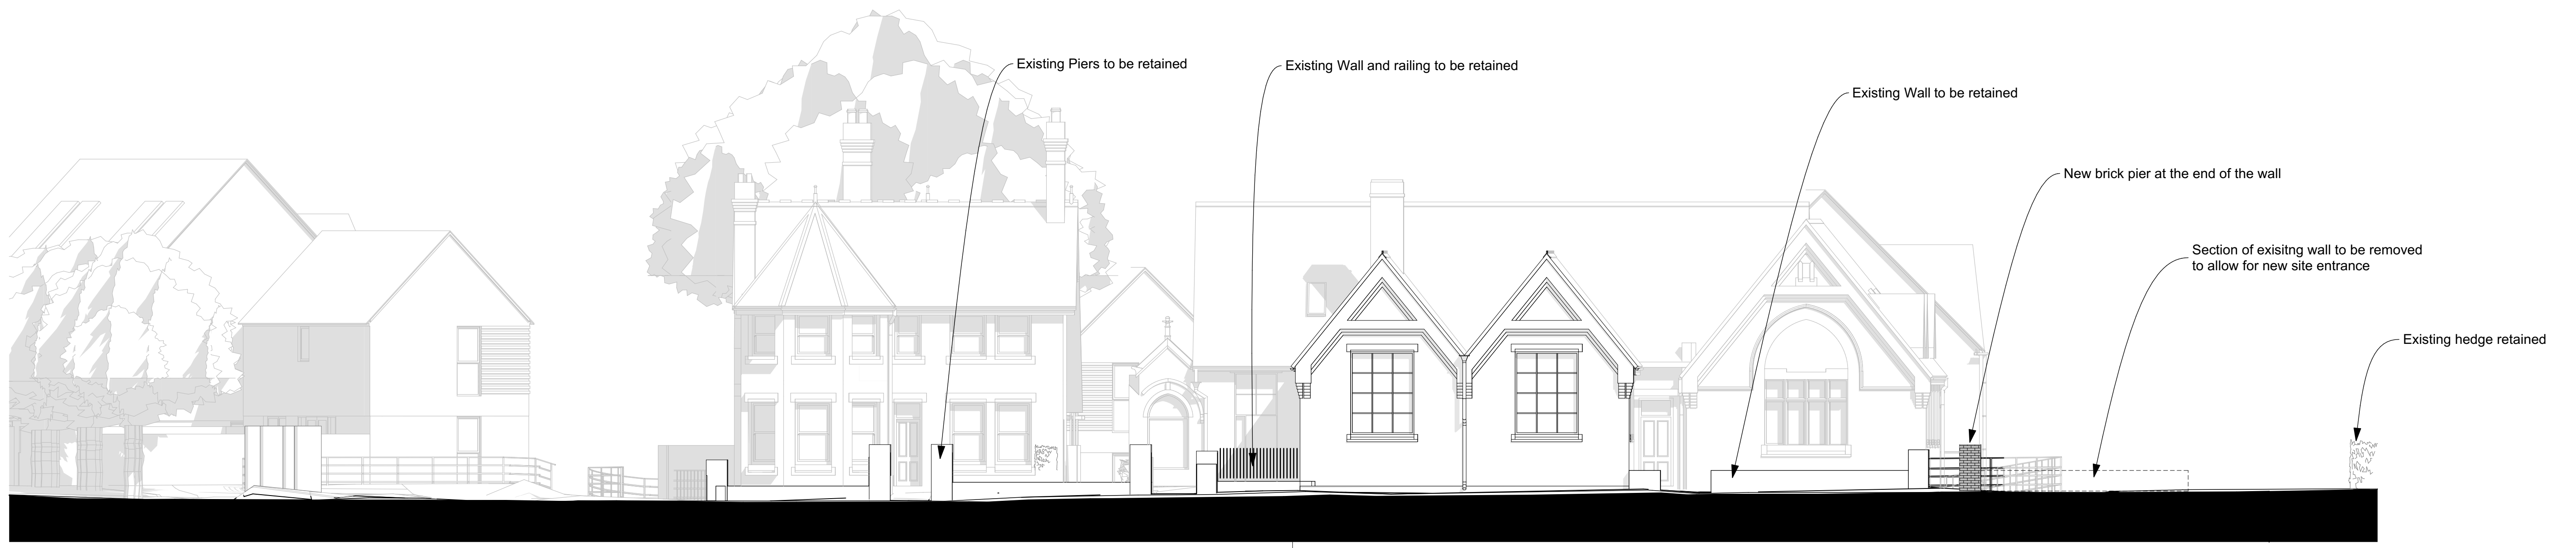 Existing Piers to be retained
Existing Wall and railing to be retained
Existing Wall to be retained
New brick pier at the end of the wall
Section of exisitng wall to be removed
to allow for new site entrance
Existing hedge retained